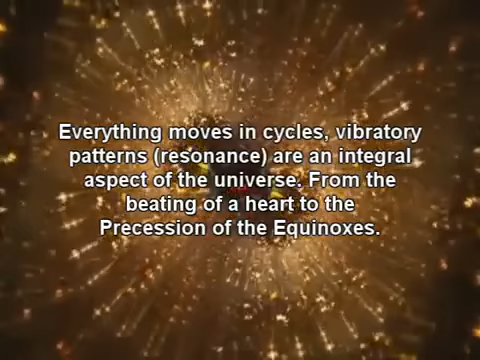 Everything moves in cycles, vibratory
patterns (resonance) are an integral
aspect of the universe. From the
beating of a heart to the
Precession of the Equinoxes.